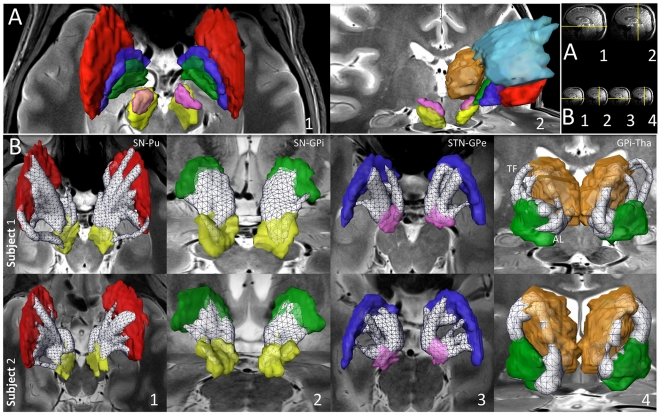 A
1
2
A
1
2
B
1
2
3
4
B
SN-Pu
SN-GPi
STN-GPe
GPi-Tha
TF
AL
Subject 1
Subject 2
1
2
3
4